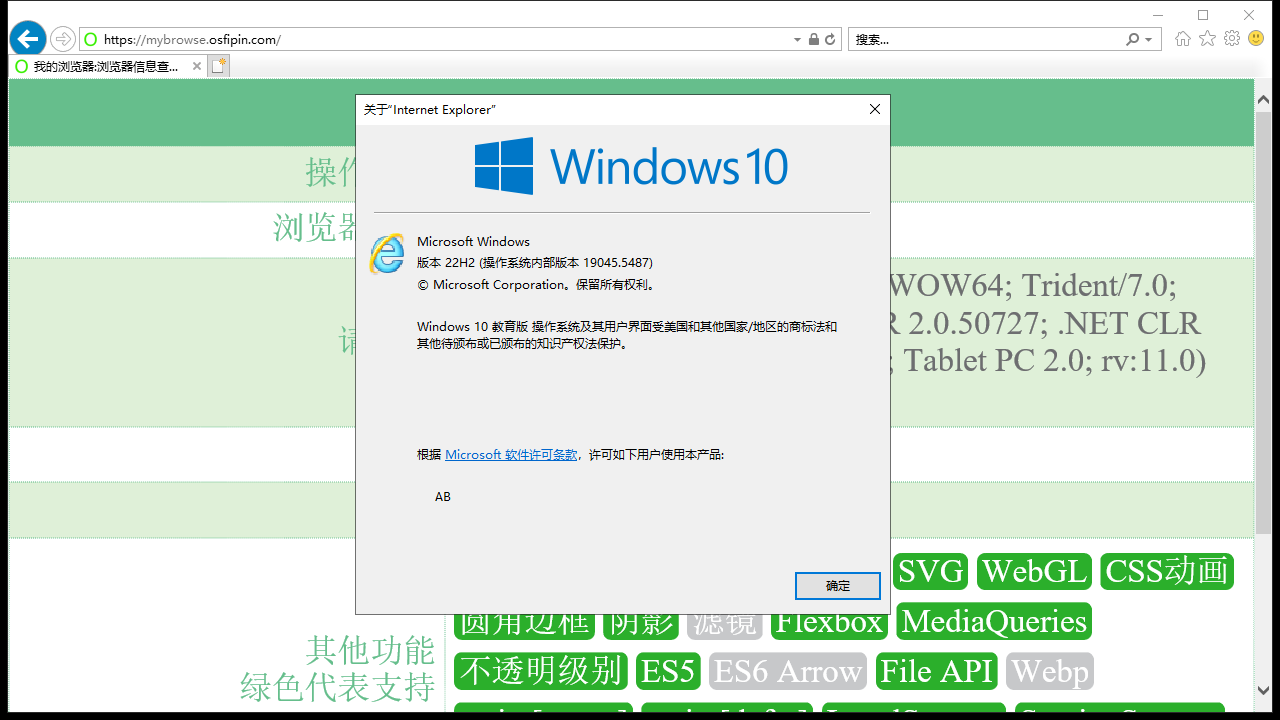 https://mybrowse.osfipin.com/
搜索...
我的浏览器:浏览器信息查...
关于“Internet Explorer”
Windows 10
操作
浏览器
Microsoft Windows
版本 22H2 (操作系统内部版本 19045.5487)
© Microsoft Corporation。保留所有权利。
WOW64; Trident/7.0;
2.0.50727; .NET CLR
; Tablet PC 2.0; rv:11.0)
请
Windows 10 教育版 操作系统及其用户界面受美国和其他国家/地区的商标法和
其他待颁布或已颁布的知识产权法保护。
根据 Microsoft 软件许可条款，许可如下用户使用本产品:
AB
确定
SVG WebGL CSS动画
圆角边框 阴影 滤镜 Flexbox MediaQueries
其他功能
绿色代表支持
不透明级别 ES5 ES6 Arrow File API Webp